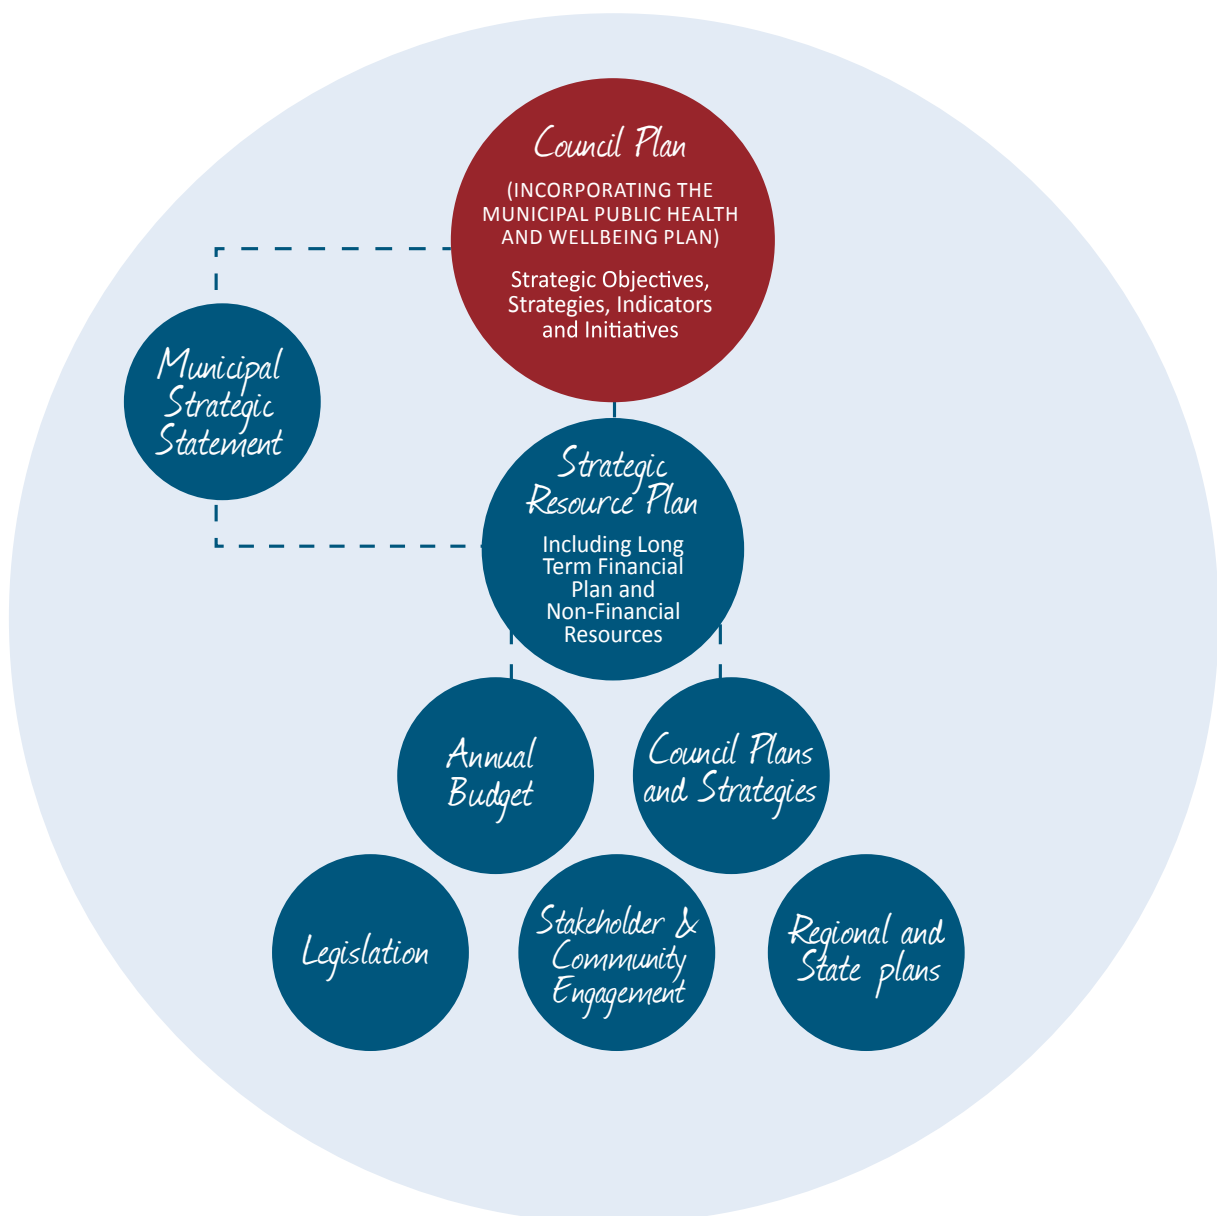 Council Plan
(INCORPORATING THE
MUNICIPAL PUBLIC HEALTH
AND WELLBEING PLAN)
Strategic Objectives,
Strategies, Indicators
and Initiatives
Municipal
Strategic
Statement
Strategic
Resource Plan
Including Long
Term Financial
Plan and
Non-Financial
Resources
Annual
Budget
Council Plans
and Strategies
Legislation
Stakeholder &
Community
Engagement
Regional and
State plans